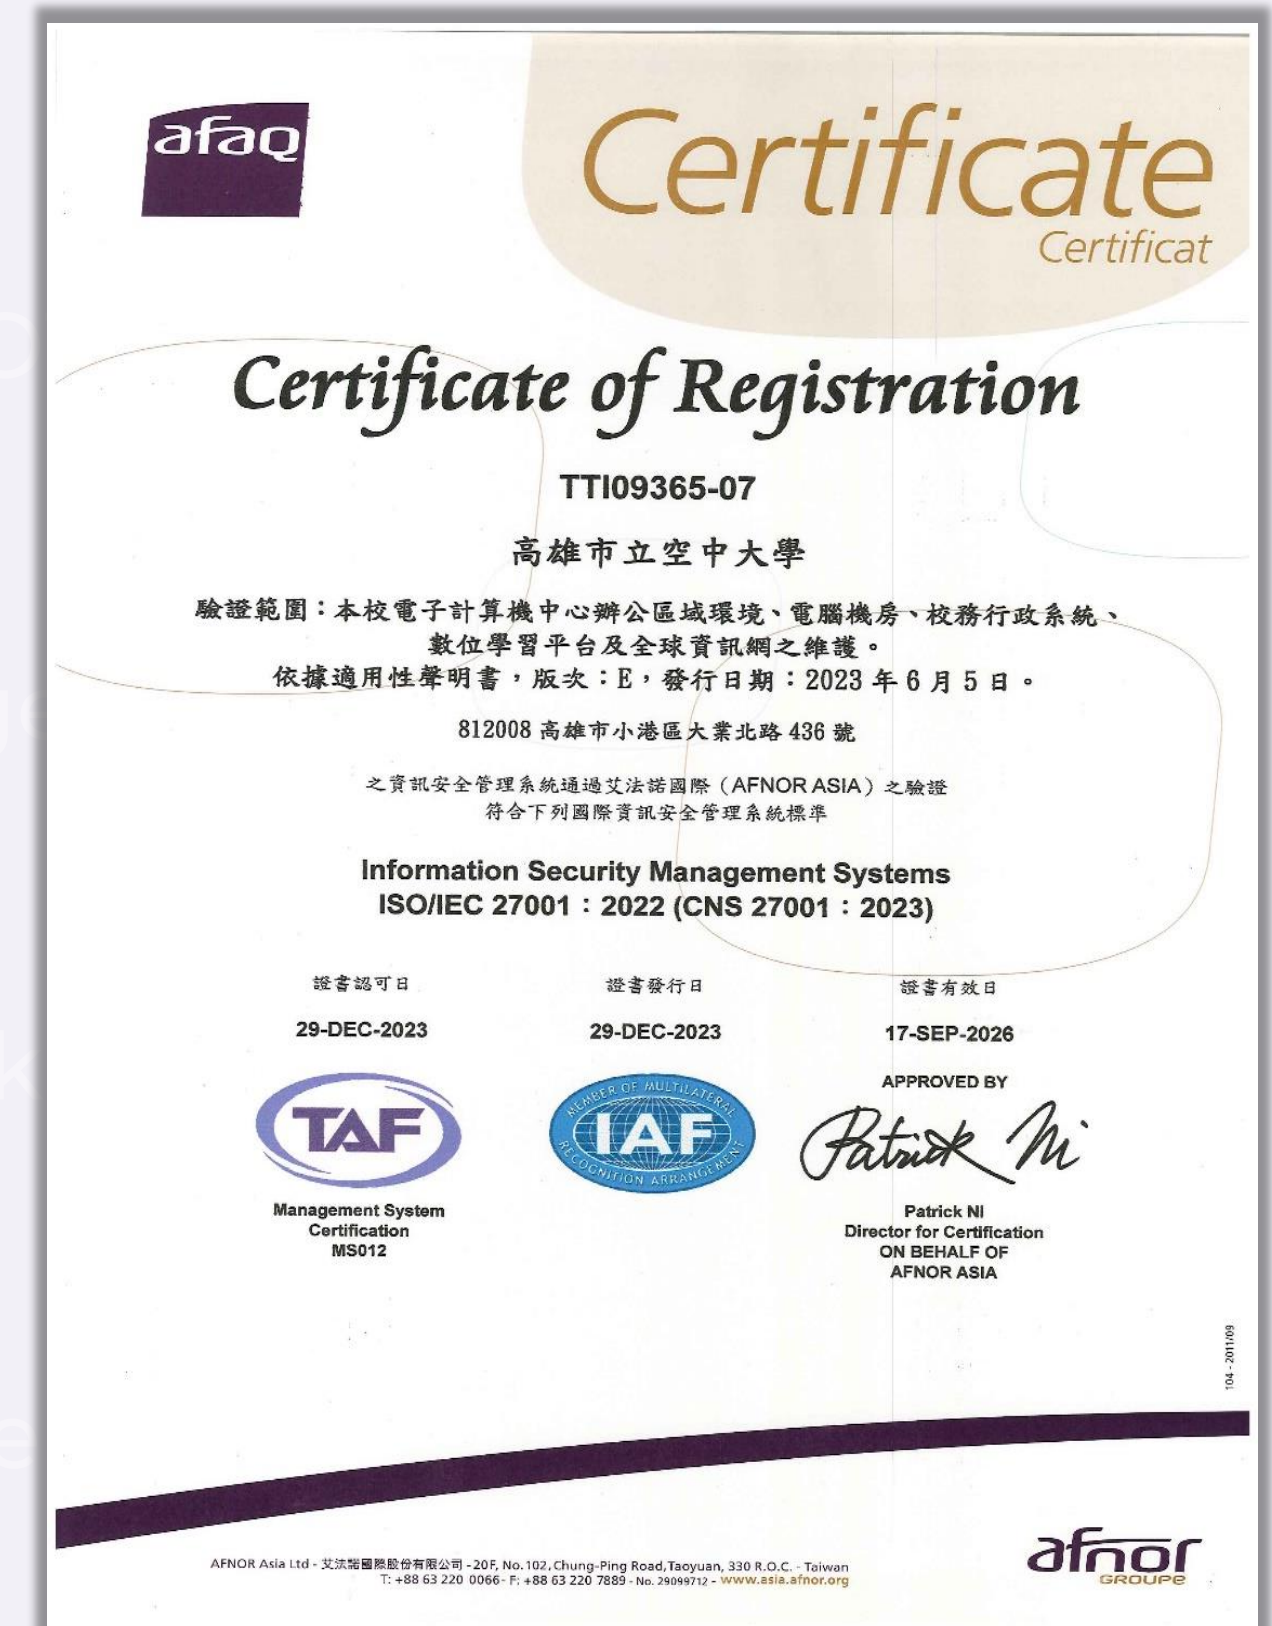 afaq
Certificate
Certificat
Certificate of Registration
TTI09365-07
高雄市立空中大學
驗證範圍：本校電子計算機中心辦公區域環境、電腦機房、校務行政系統、
數位學習平台及全球資訊網之維護。
依據適用性聲明書，版次：E，發行日期：2023 年 6 月 5 日。
812008 高雄市小港區大業北路 436 號
之資訊安全管理系統通過艾法諾國際（AFNOR ASIA）之驗證
符合下列國際資訊安全管理系統標準
Information Security Management Systems
ISO/IEC 27001：2022 (CNS 27001：2023)
證書認可日
證書發行日
證書有效日
29-DEC-2023
29-DEC-2023
17-SEP-2026
APPROVED BY
TAF
MEMBER OF MULTILATERAL
IAF
RECOGNITION ARRANGEMENT
Patrick Ni
Management System
Certification
MS012
Patrick NI
Director for Certification
ON BEHALF OF
AFNOR ASIA
104 - 2011/09
AFNOR Asia Ltd - 艾法諾國際股份有限公司 - 20F, No. 102, Chung-Ping Road, Taoyuan, 330 R.O.C. - Taiwan
T: +88 63 220 0066- F: +88 63 220 7889 - No. 29099712 - www.asia.afnor.org
afnor
GROUPE